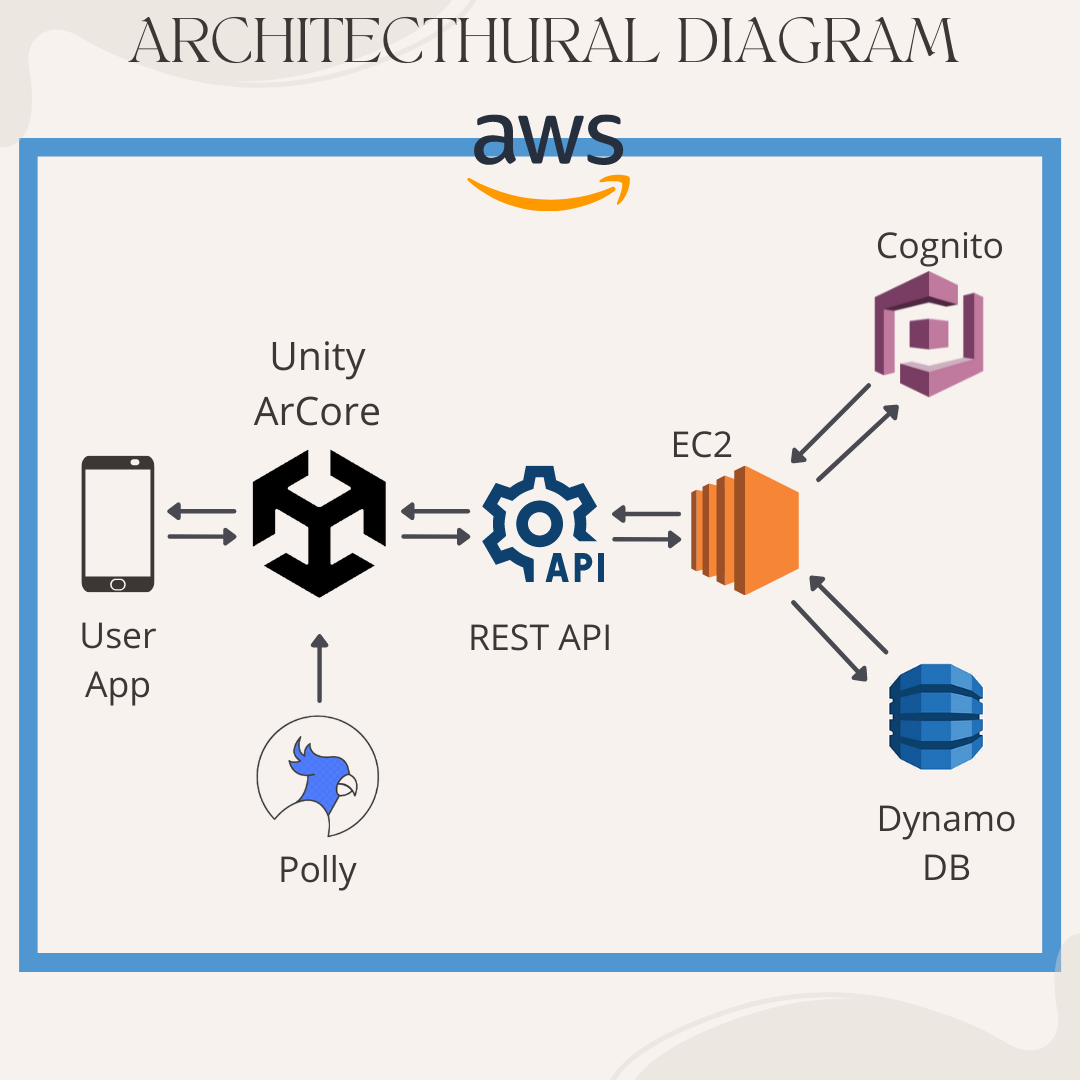 ARCHITECTHURAL DIAGRAM
aws
Cognito
Unity
ArCore
EC2
API
User
App
REST API
Polly
Dynamo
DB